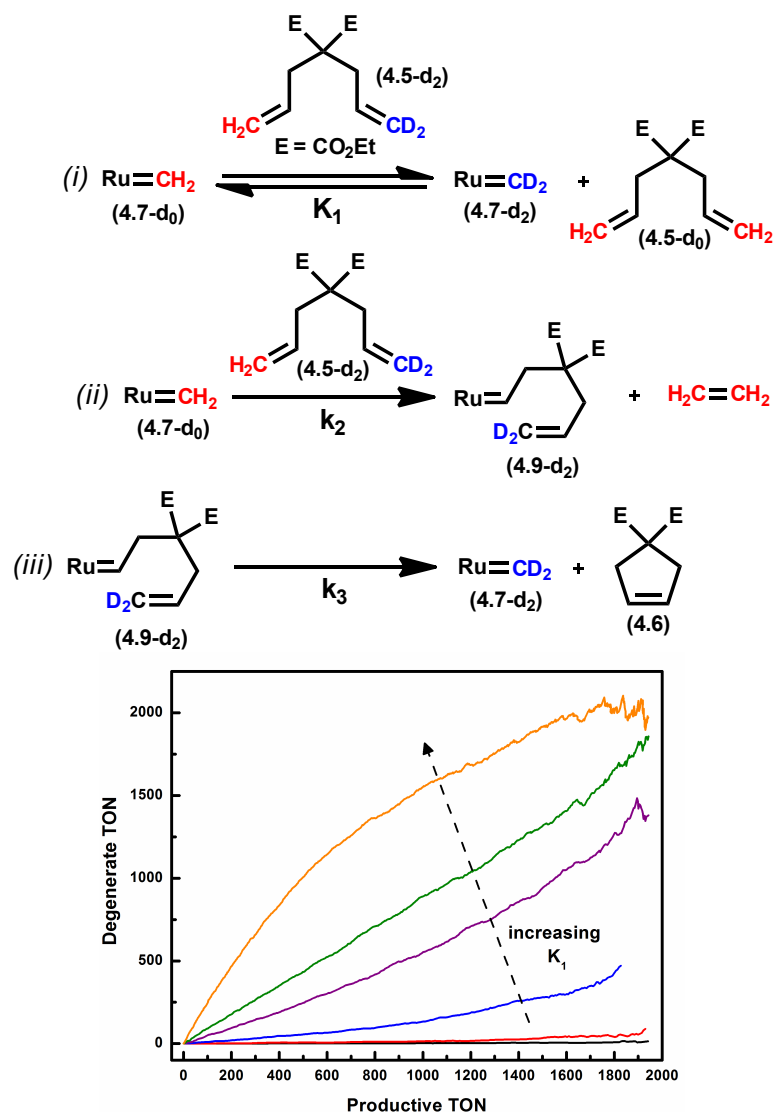 E E
(4.5-d₂)
H₂C CD₂
E = CO₂Et
E E
(i) Ru=CH₂ K₁ Ru=CD₂ +
(4.7-d₀) (4.7-d₂)
H₂C (4.5-d₀) CH₂
E E
H₂C (4.5-d₂) CD₂
E
E
(ii) Ru=CH₂ k₂ Ru + H₂C=CH₂
(4.7-d₀)
D₂C
(4.9-d₂)
E E
E E
(iii) Ru k₃ Ru=CD₂ +
D₂C (4.7-d₂) (4.6)
(4.9-d₂)
Degenerate TON
2000
1500
1000
500
0
increasing
K₁
0 200 400 600 800 1000 1200 1400 1600 1800 2000
Productive TON